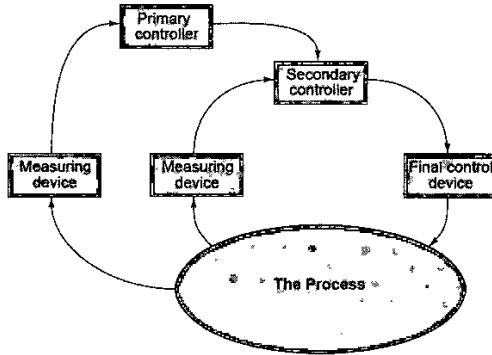 Primary
controller
Secondary
controller
Measuring
device
Measuring
device
Final control
device
The Process